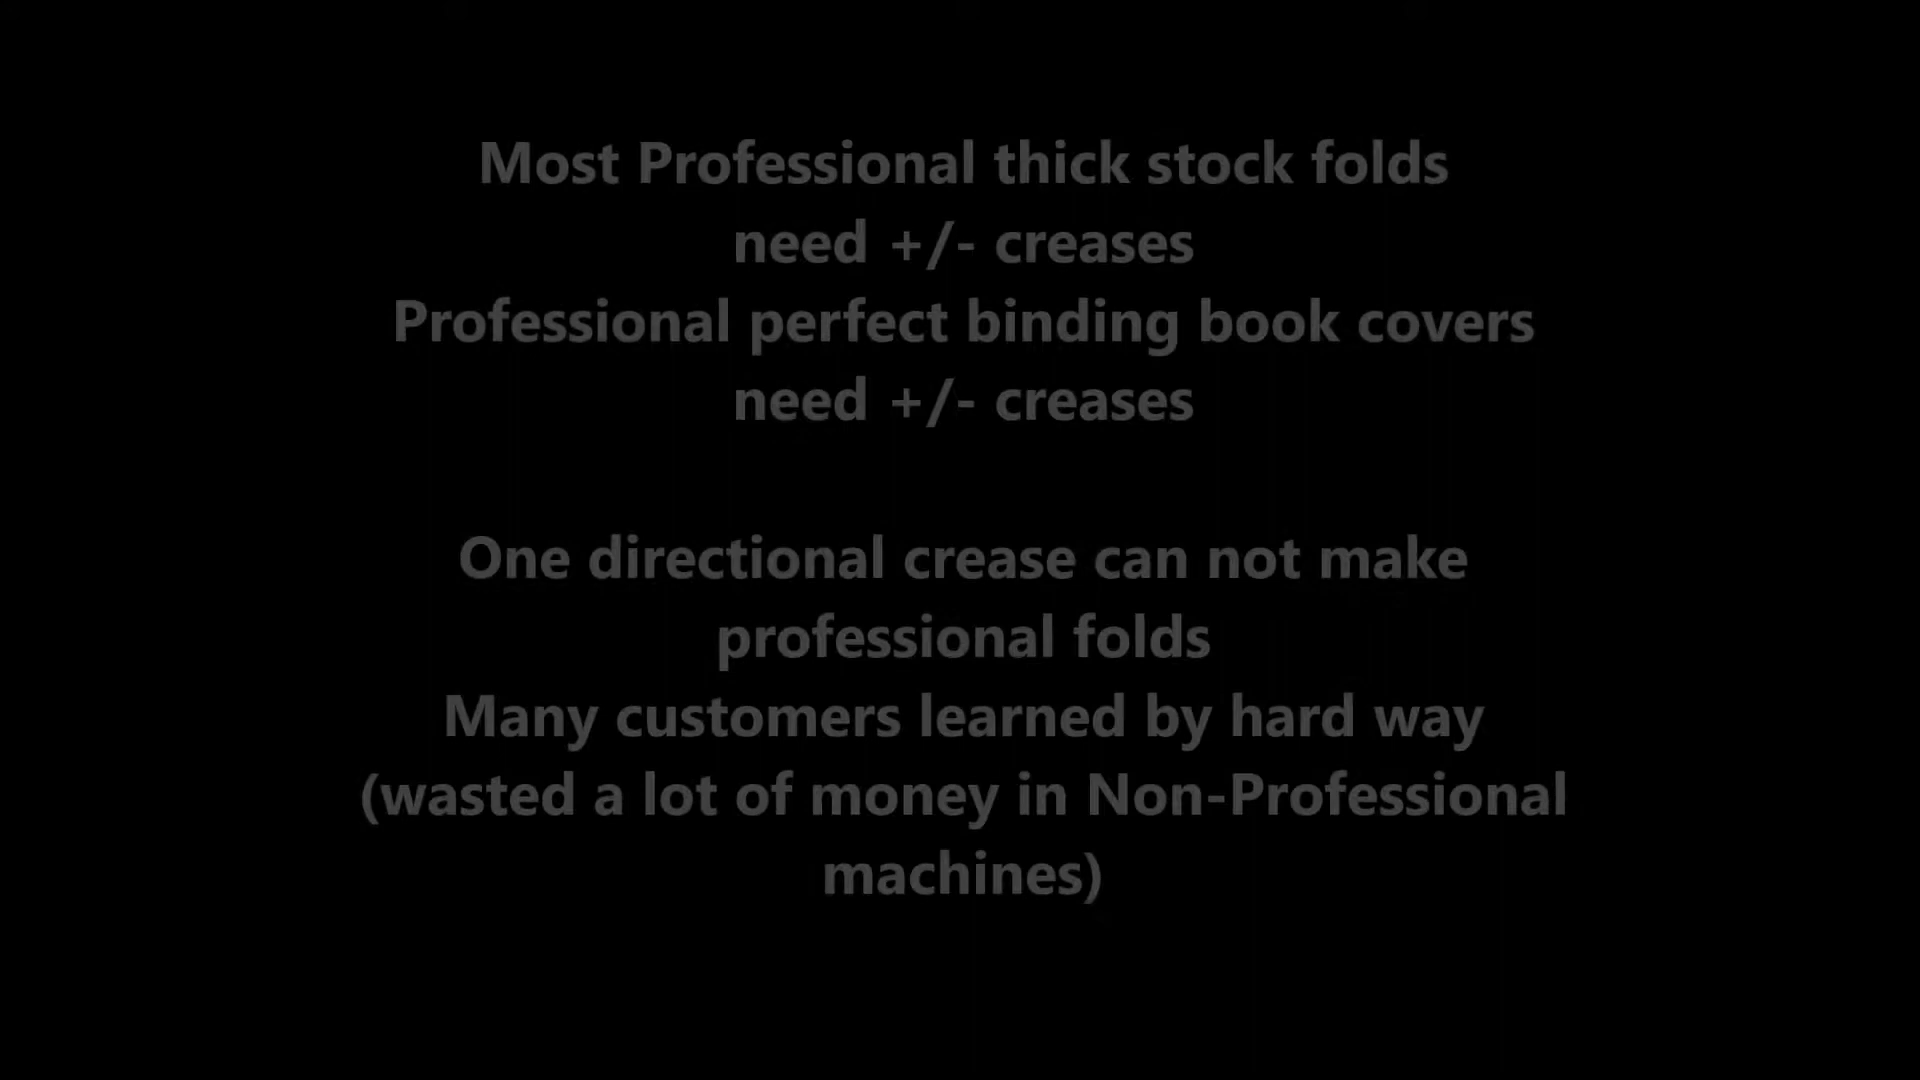 Most Professional thick stock folds
need +/- creases
Professional perfect binding book covers
need +/- creases
One directional crease can not make
professional folds
Many customers learned by hard way
(wasted a lot of money in Non-Professional
machines)